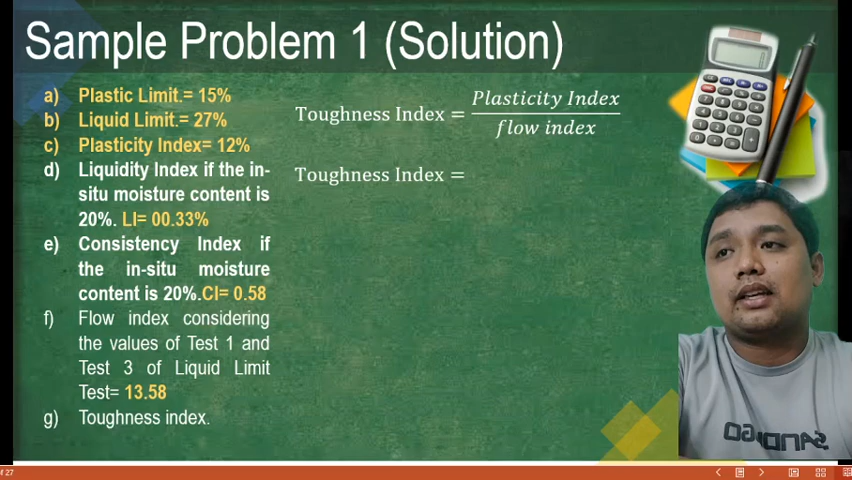 Sample Problem 1 (Solution)
a) Plastic Limit.= 15%
b) Liquid Limit.= 27%
c) Plasticity Index= 12%
d) Liquidity Index if the in-
situ moisture content is
20%. LI= 00.33%
e) Consistency Index if
the in-situ moisture
content is 20%.CI= 0.58
f) Flow index considering
the values of Test 1 and
Test 3 of Liquid Limit
Test= 13.58
g) Toughness index.
Toughness Index = Plasticity Index
flow index
Toughness Index =
of 27